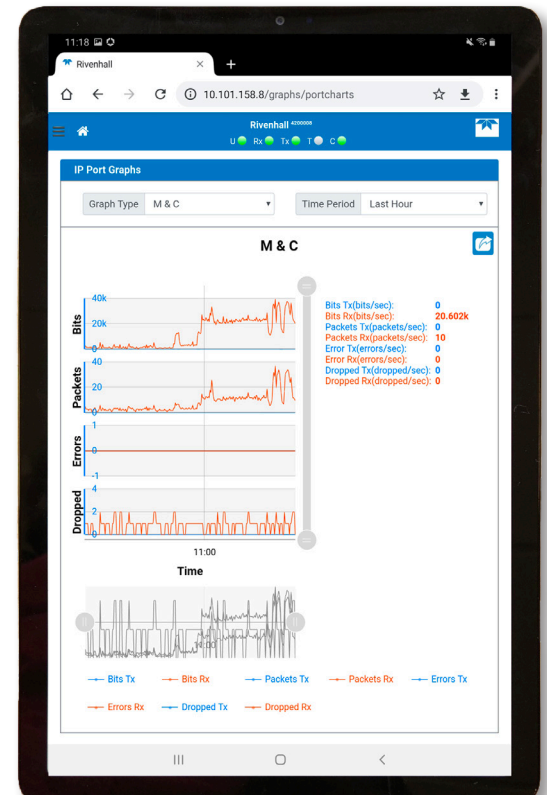 11:18
Rivenhall
10.101.158.8/graphs/portcharts
Rivenhall 4200008
U Rx Tx T C
IP Port Graphs
Graph Type M & C Time Period Last Hour
M & C
Bits
40k
20k
0
Packets
40
20
0
Errors
1
0
-1
Dropped
4
2
0
11:00
Time
Bits Tx(bits/sec): 0
Bits Rx(bits/sec): 20.602k
Packets Tx(packets/sec): 0
Packets Rx(packets/sec): 10
Error Tx(errors/sec): 0
Error Rx(errors/sec): 0
Dropped Tx(dropped/sec): 0
Dropped Rx(dropped/sec): 0
11:00
Bits Tx Bits Rx Packets Tx Packets Rx Errors Tx
Errors Rx Dropped Tx Dropped Rx